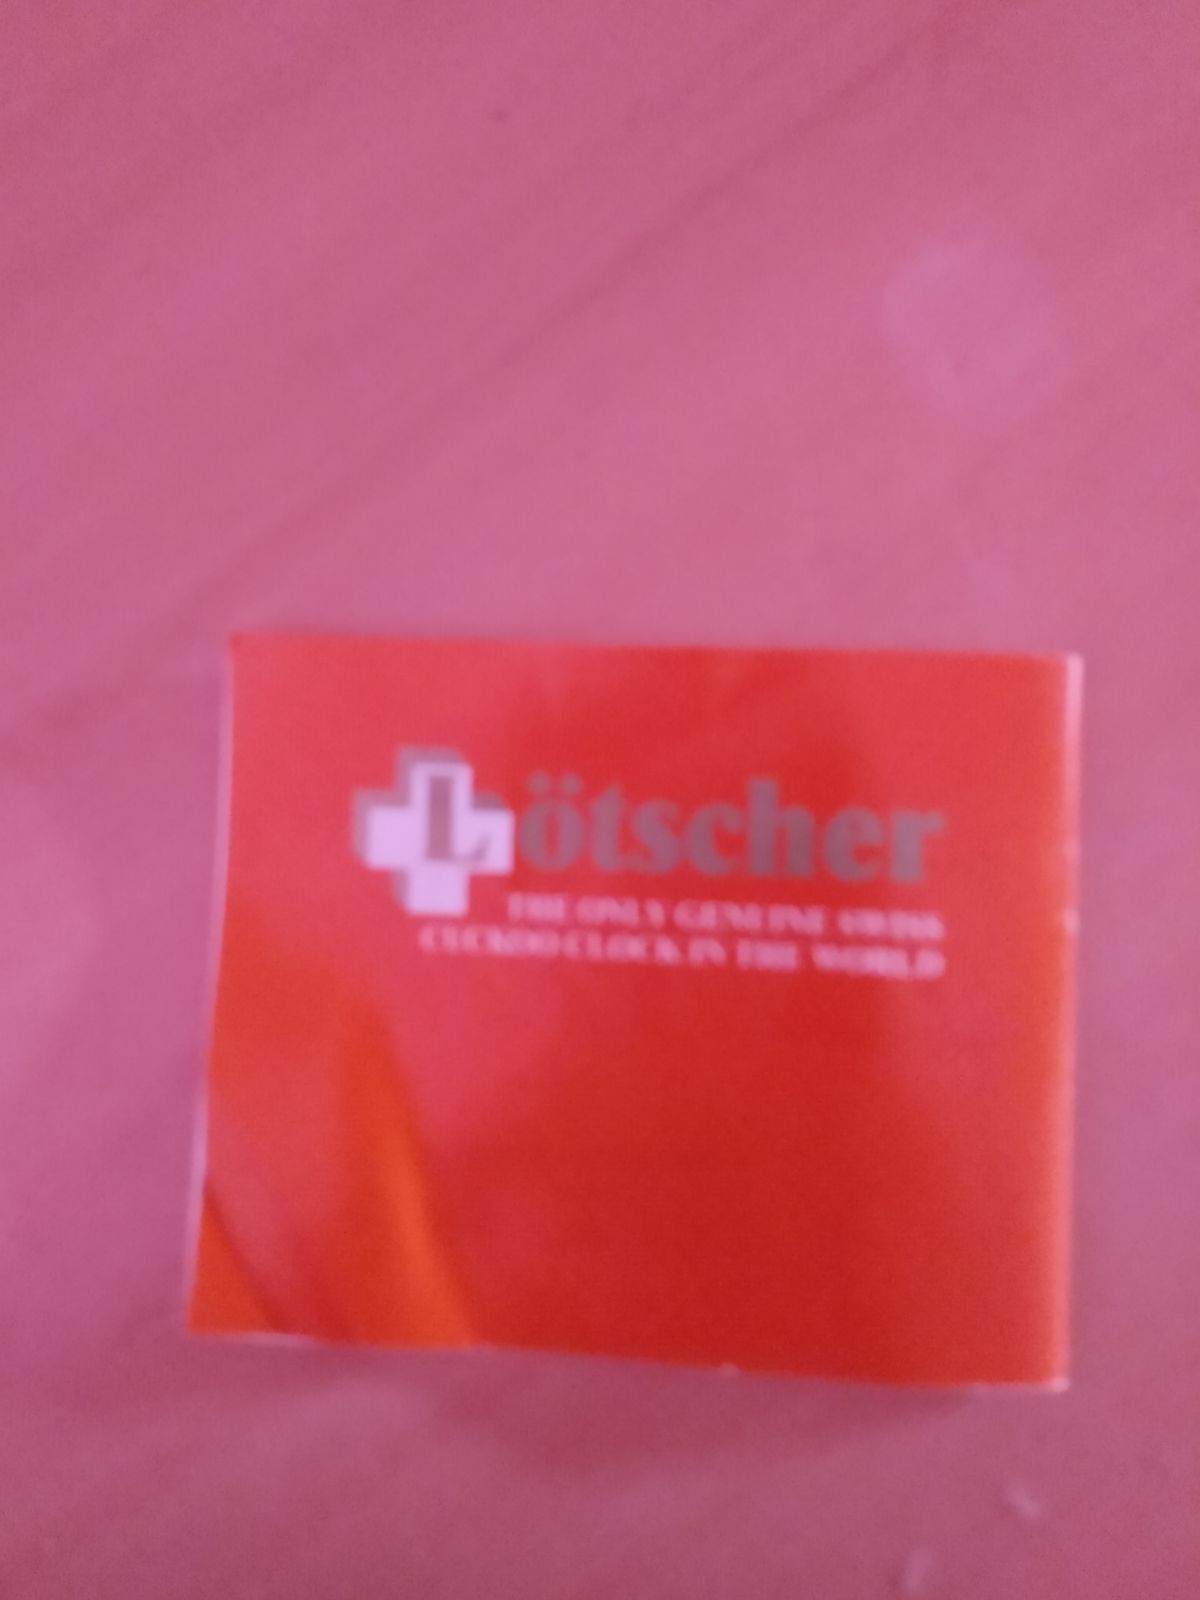 Lötscher
THE ONLY GENUINE SWISS
CUCKOO CLOCK IN THE WORLD